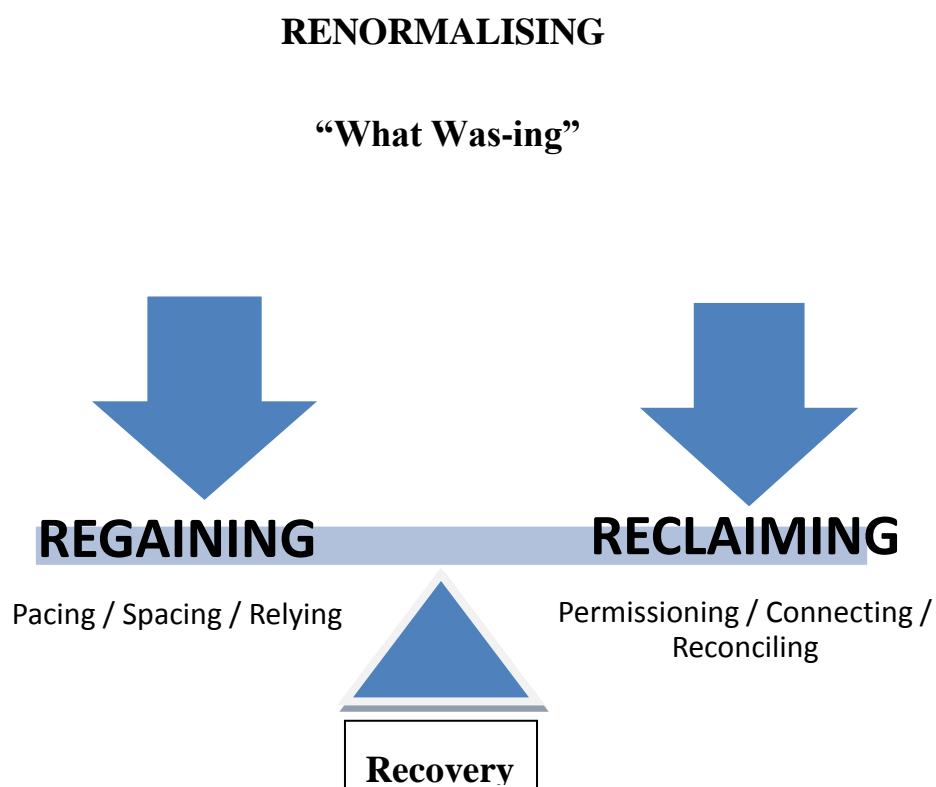 RENORMALISING
“What Was-ing”
REGAINING
Pacing / Spacing / Relying
RECLAIMING
Permissioning / Connecting /
Reconciling
Recovery